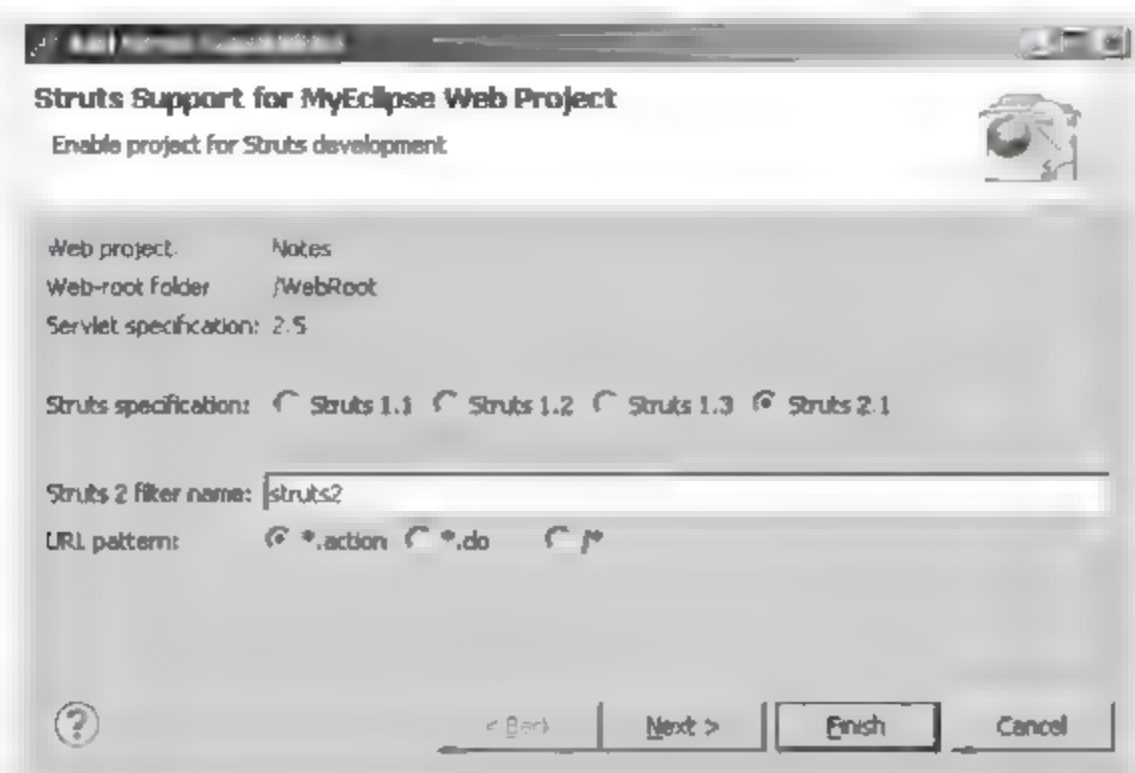 Struts Support for MyEclipse Web Project
Enable project for Struts development
Web project: Notes
Web-root folder /WebRoot
Servlet specification: 2.5
Struts specification: Struts 1.1 Struts 1.2 Struts 1.3 Struts 2.1
Struts 2 filter name: struts2
URL pattern: *.action *.do /*
? < Back Next > Finish Cancel